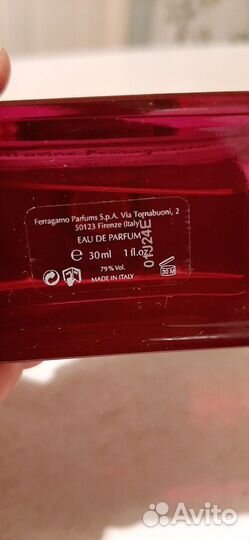 Ferragamo Parfums S.p.A. Via Tornabuoni, 2
50123 Firenze (Italy)
EAU DE PARFUM
℮ 30ml 1 fl.oz.
79% Vol.
MADE IN ITALY
30 M
Avito